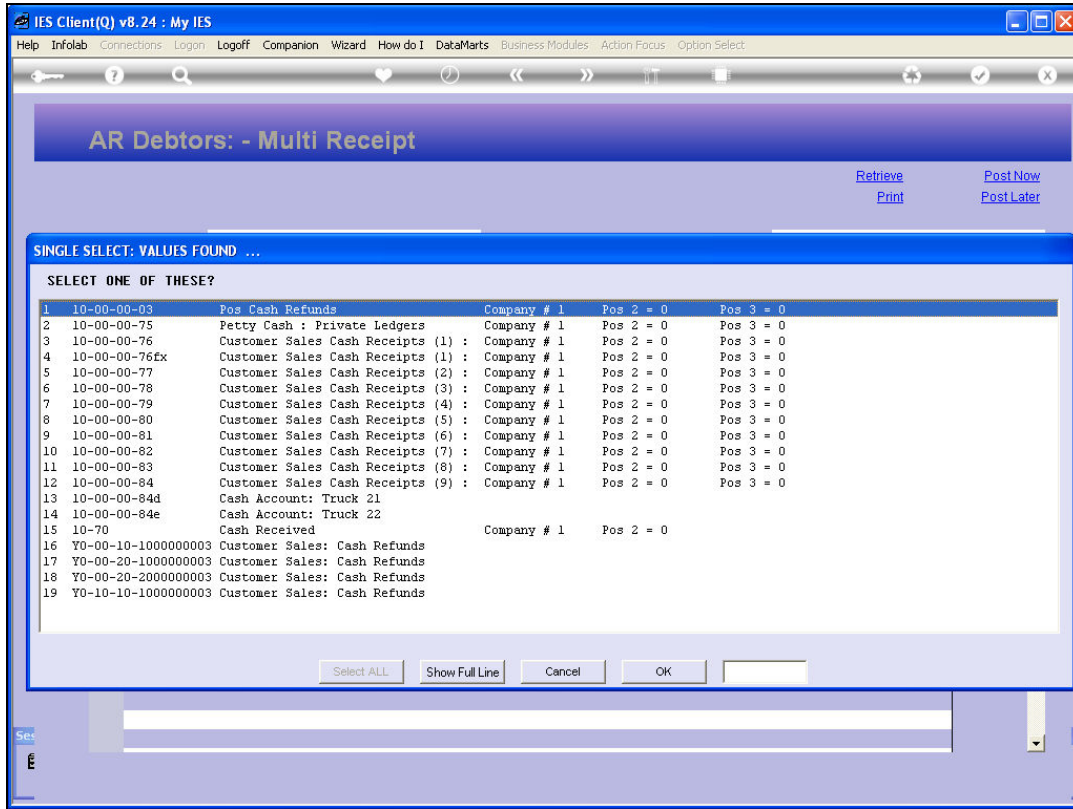 IES Client(Q) v8.24 : My IES
Help Infolab Connections Logon Logoff Companion Wizard How do I DataMarts Business Modules Action Focus Option Select
AR Debtors: - Multi Receipt
Retrieve Post Now
Print Post Later
SINGLE SELECT: VALUES FOUND ...
SELECT ONE OF THESE?
1 10-00-00-03 Pos Cash Refunds Company # 1 Pos 2 = 0 Pos 3 = 0
2 10-00-00-75 Petty Cash : Private Ledgers Company # 1 Pos 2 = 0 Pos 3 = 0
3 10-00-00-76 Customer Sales Cash Receipts (1) : Company # 1 Pos 2 = 0 Pos 3 = 0
4 10-00-00-76fx Customer Sales Cash Receipts (1) : Company # 1 Pos 2 = 0 Pos 3 = 0
5 10-00-00-77 Customer Sales Cash Receipts (2) : Company # 1 Pos 2 = 0 Pos 3 = 0
6 10-00-00-78 Customer Sales Cash Receipts (3) : Company # 1 Pos 2 = 0 Pos 3 = 0
7 10-00-00-79 Customer Sales Cash Receipts (4) : Company # 1 Pos 2 = 0 Pos 3 = 0
8 10-00-00-80 Customer Sales Cash Receipts (5) : Company # 1 Pos 2 = 0 Pos 3 = 0
9 10-00-00-81 Customer Sales Cash Receipts (6) : Company # 1 Pos 2 = 0 Pos 3 = 0
10 10-00-00-82 Customer Sales Cash Receipts (7) : Company # 1 Pos 2 = 0 Pos 3 = 0
11 10-00-00-83 Customer Sales Cash Receipts (8) : Company # 1 Pos 2 = 0 Pos 3 = 0
12 10-00-00-84 Customer Sales Cash Receipts (9) : Company # 1 Pos 2 = 0 Pos 3 = 0
13 10-00-00-84d Cash Account: Truck 21
14 10-00-00-84e Cash Account: Truck 22
15 10-70 Cash Received Company # 1 Pos 2 = 0
16 Y0-00-10-1000000003 Customer Sales: Cash Refunds
17 Y0-00-20-1000000003 Customer Sales: Cash Refunds
18 Y0-00-20-2000000003 Customer Sales: Cash Refunds
19 Y0-10-10-1000000003 Customer Sales: Cash Refunds
Select ALL Show Full Line Cancel OK
Ses